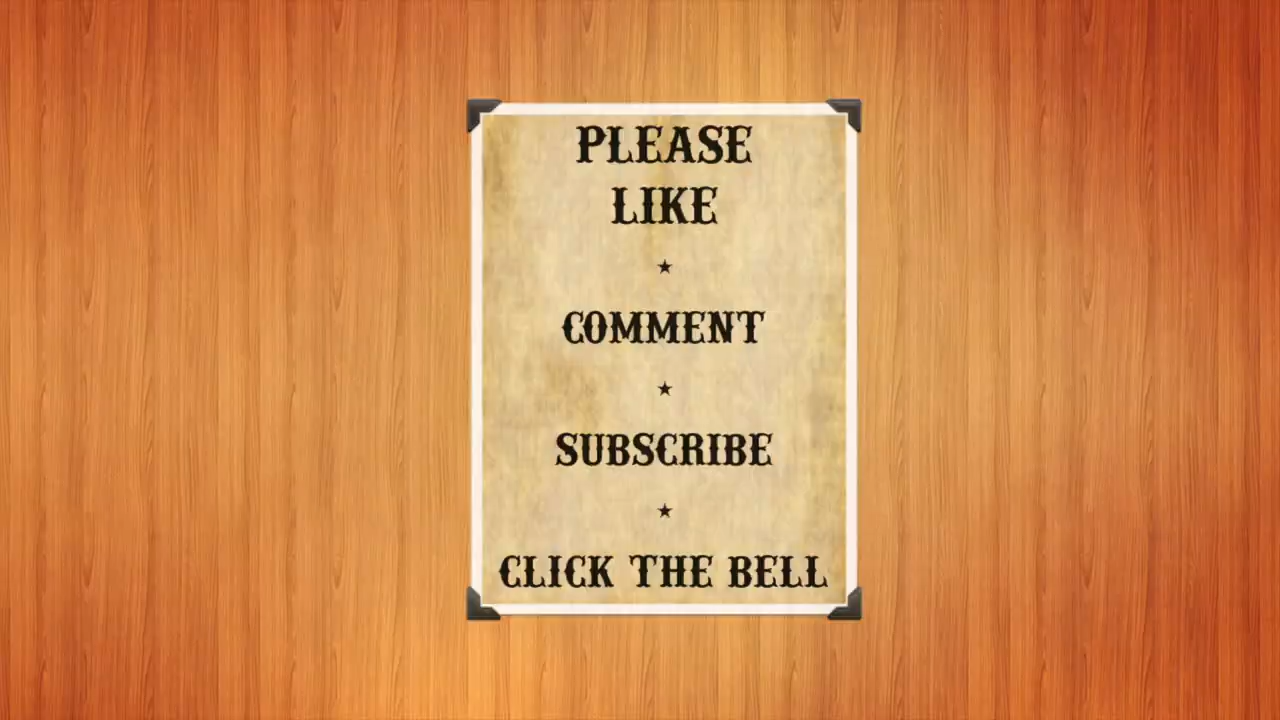 PLEASE
LIKE
★
COMMENT
★
SUBSCRIBE
★
CLICK THE BELL